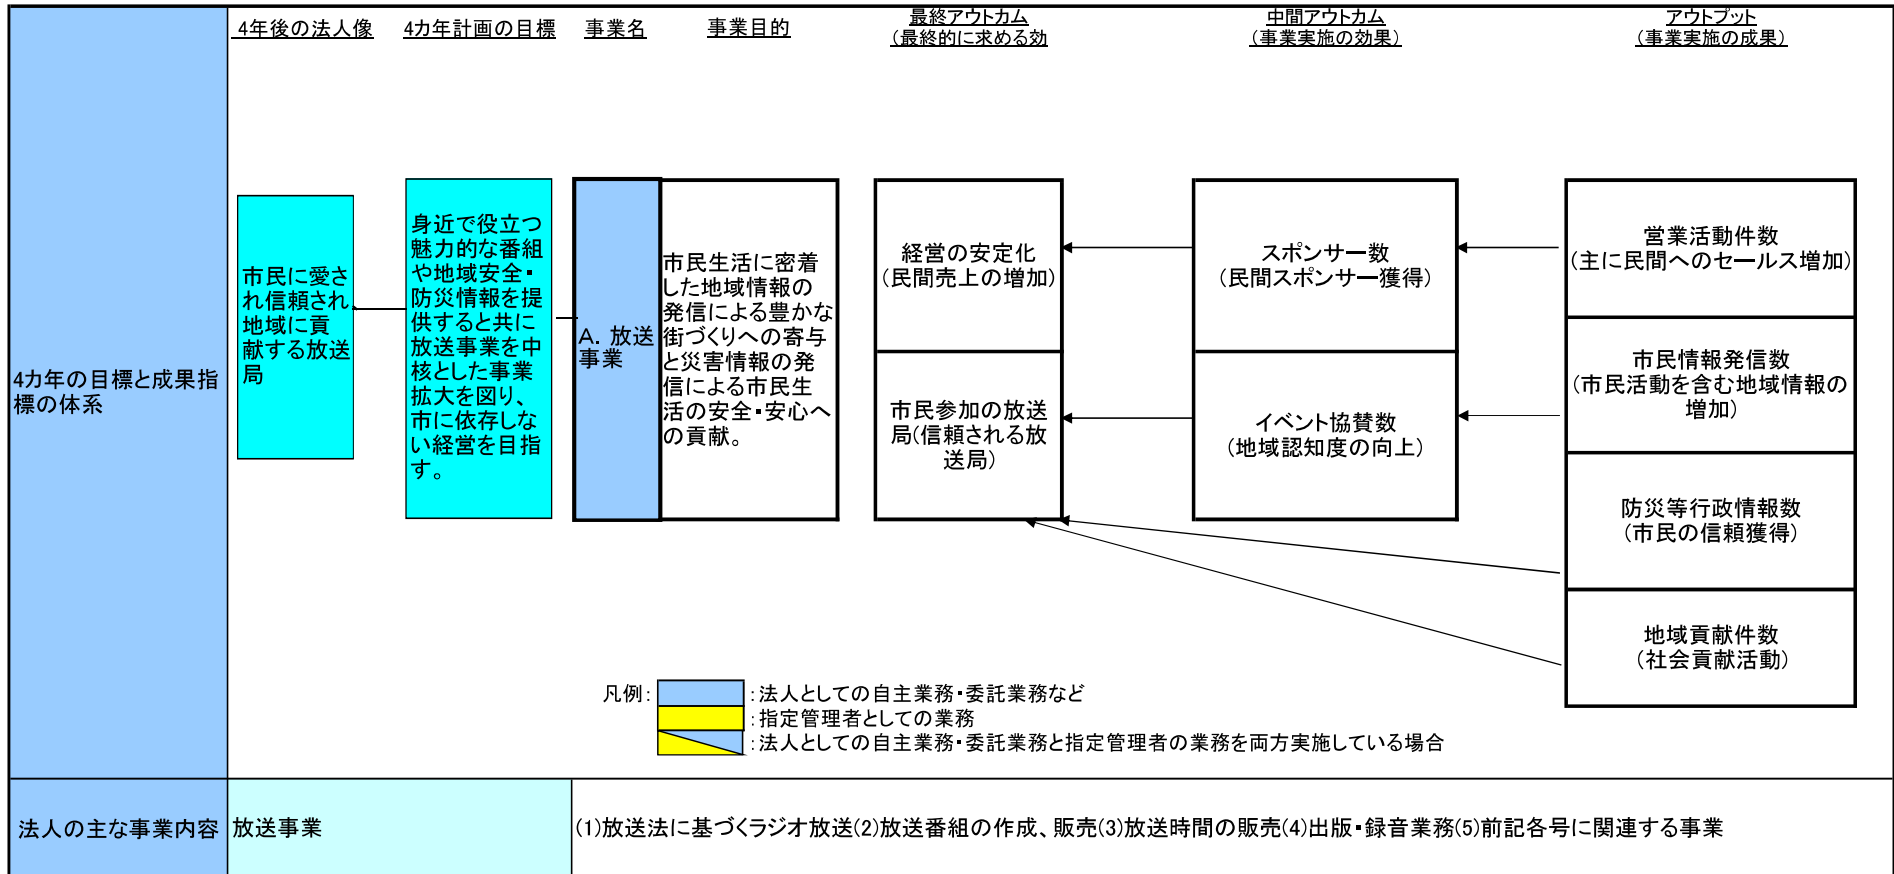 4年後の法人像
4カ年計画の目標
事業名
事業目的
最終アウトカム
(最終的に求める効
中間アウトカム
(事業実施の効果)
アウトプット
(事業実施の成果)
4カ年の目標と成果指
標の体系
市民に愛さ
れ信頼され
地域に貢
献する放送
局
身近で役立つ
魅力的な番組
や地域安全・
防災情報を提
供すると共に
放送事業を中
核とした事業
拡大を図り、
市に依存しな
い経営を目指
す。
A. 放送
事業
市民生活に密着
した地域情報の
発信による豊かな
街づくりへの寄与
と災害情報の発
信による市民生
活の安全・安心へ
の貢献。
経営の安定化
(民間売上の増加)
市民参加の放送
局(信頼される放
送局)
スポンサー数
(民間スポンサー獲得)
イベント協賛数
(地域認知度の向上)
営業活動件数
(主に民間へのセールス増加)
市民情報発信数
(市民活動を含む地域情報の
増加)
防災等行政情報数
(市民の信頼獲得)
地域貢献件数
(社会貢献活動)
凡例:
:法人としての自主業務・委託業務など
:指定管理者としての業務
:法人としての自主業務・委託業務と指定管理者の業務を両方実施している場合
法人の主な事業内容
放送事業
(1)放送法に基づくラジオ放送(2)放送番組の作成、販売(3)放送時間の販売(4)出版・録音業務(5)前記各号に関連する事業